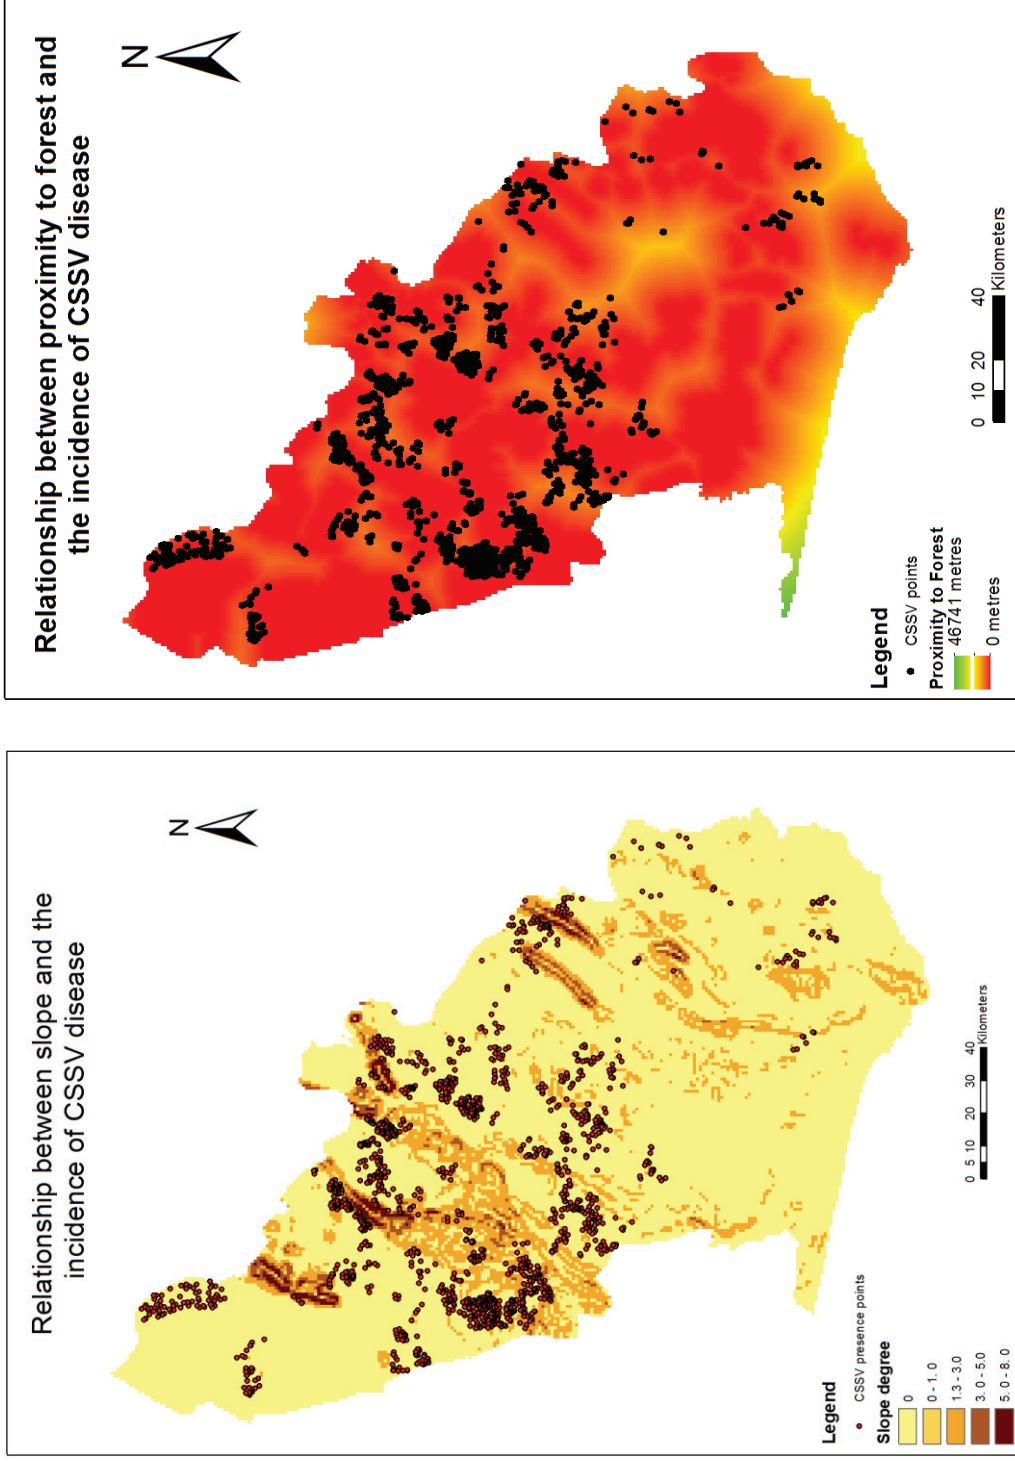 Relationship between slope and the
incidence of CSSV disease
N
Legend
CSSV presence points
Slope degree
0
0 - 1. 0
1.3 - 3.0
3. 0 - 5.0
5. 0 - 8. 0
0 5 10 20 30 40
Kilometers
Relationship between proximity to forest and
the incidence of CSSV disease
N
Legend
CSSV points
Proximity to Forest
46741 metres
0 metres
0 10 20 40
Kilometers